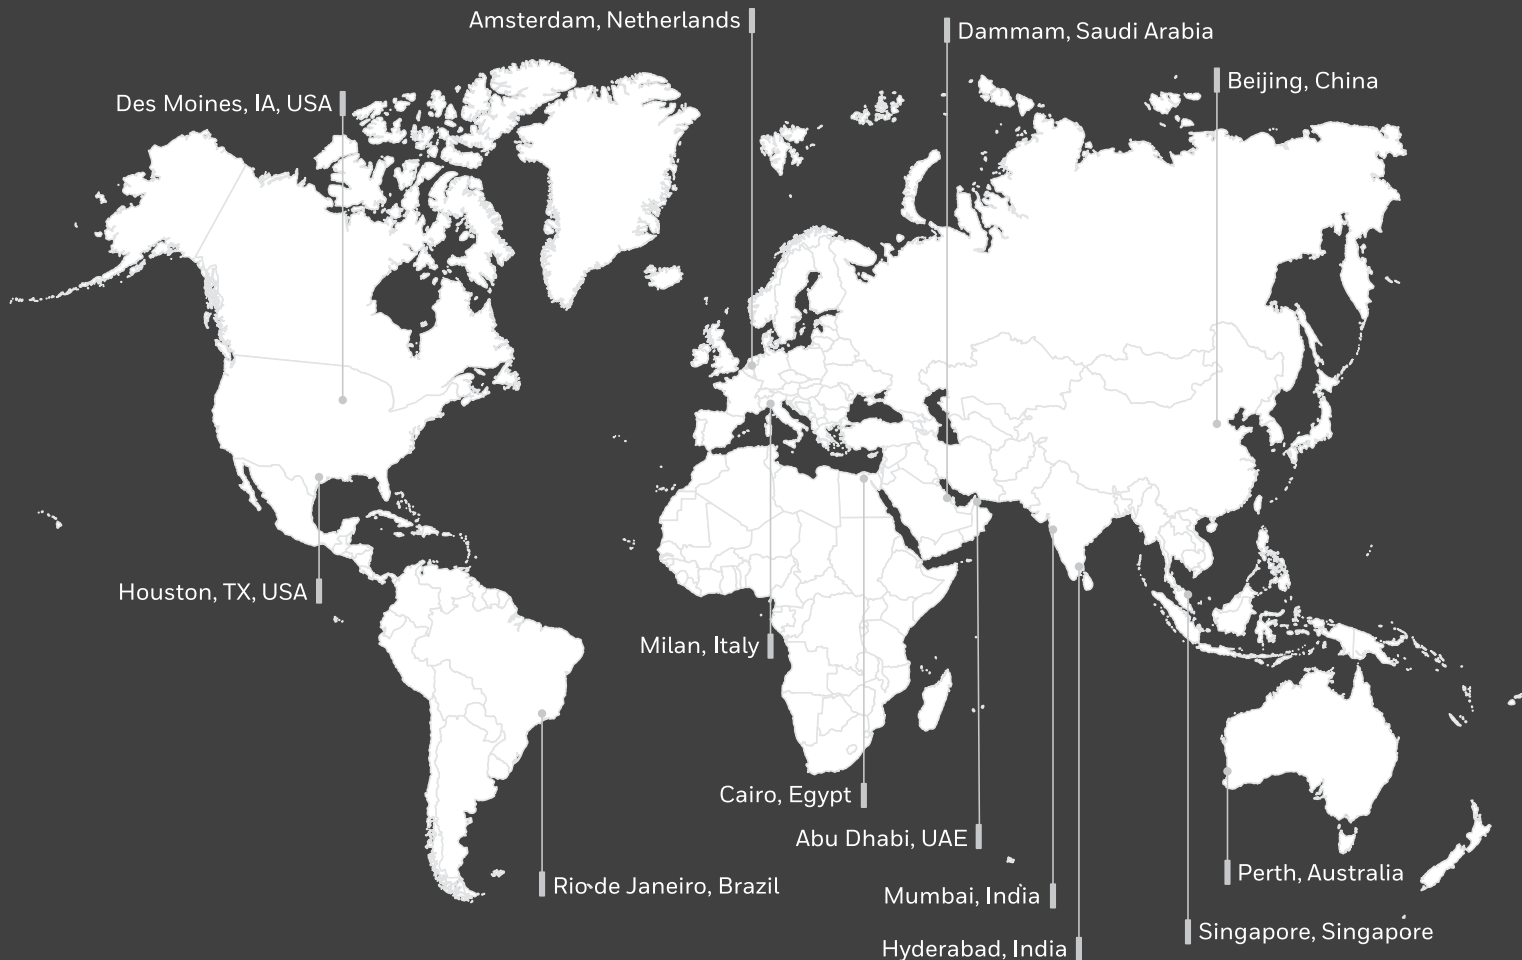 Amsterdam, Netherlands
Dammam, Saudi Arabia
Beijing, China
Des Moines, IA, USA
Houston, TX, USA
Milan, Italy
Cairo, Egypt
Abu Dhabi, UAE
Rio de Janeiro, Brazil
Perth, Australia
Mumbai, India
Singapore, Singapore
Hyderabad, India